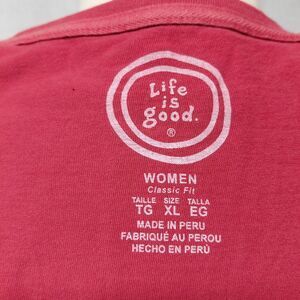 Life
is
good.
®
WOMEN
Classic Fit
TAILLE SIZE TALLA
TG XL EG
MADE IN PERU
FABRIQUÉ AU PEROU
HECHO EN PERÚ